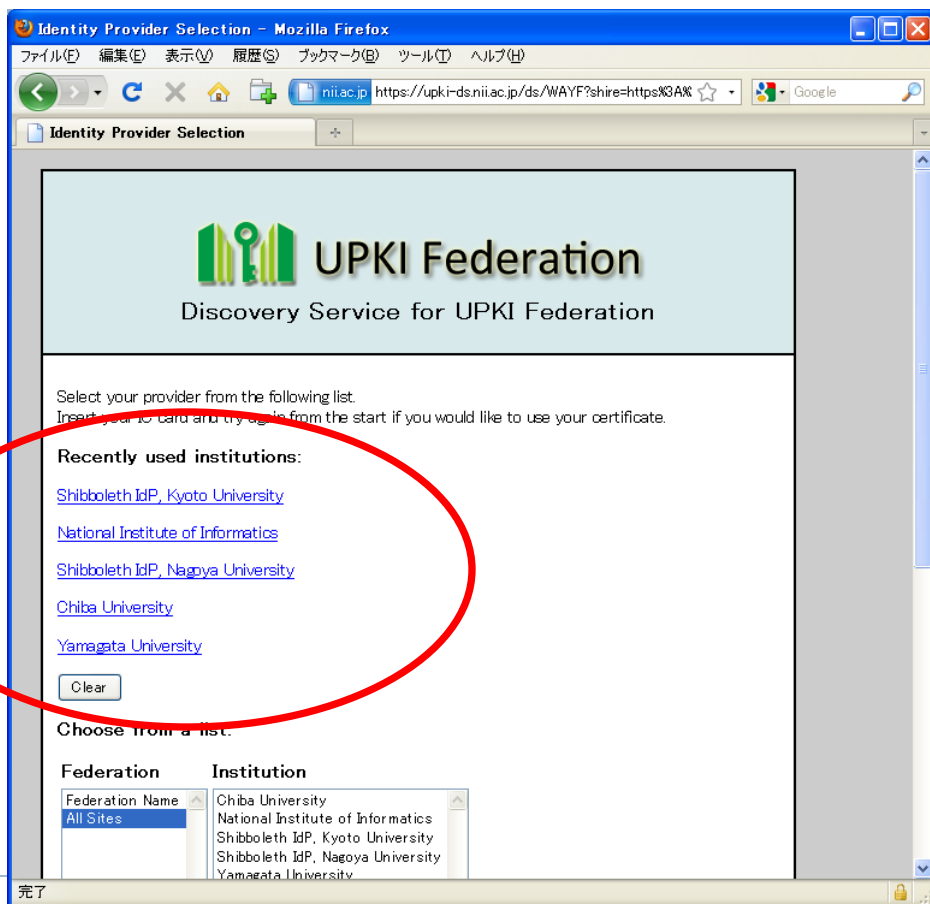 Identity Provider Selection - Mozilla Firefox
ファイル(F) 編集(E) 表示(V) 履歴(S) ブックマーク(B) ツール(T) ヘルプ(H)
nii.ac.jp https://upki-ds.nii.ac.jp/ds/WAYF?shire=https%3A% Google
Identity Provider Selection
UPKI Federation
Discovery Service for UPKI Federation
Select your provider from the following list.
Insert your IC card and try again from the start if you would like to use your certificate.
Recently used institutions:
Shibboleth IdP, Kyoto University
National Institute of Informatics
Shibboleth IdP, Nagoya University
Chiba University
Yamagata University
Clear
Choose from a list:
Federation Institution
Federation Name Chiba University
All Sites National Institute of Informatics
Shibboleth IdP, Kyoto University
Shibboleth IdP, Nagoya University
Yamagata University
完了